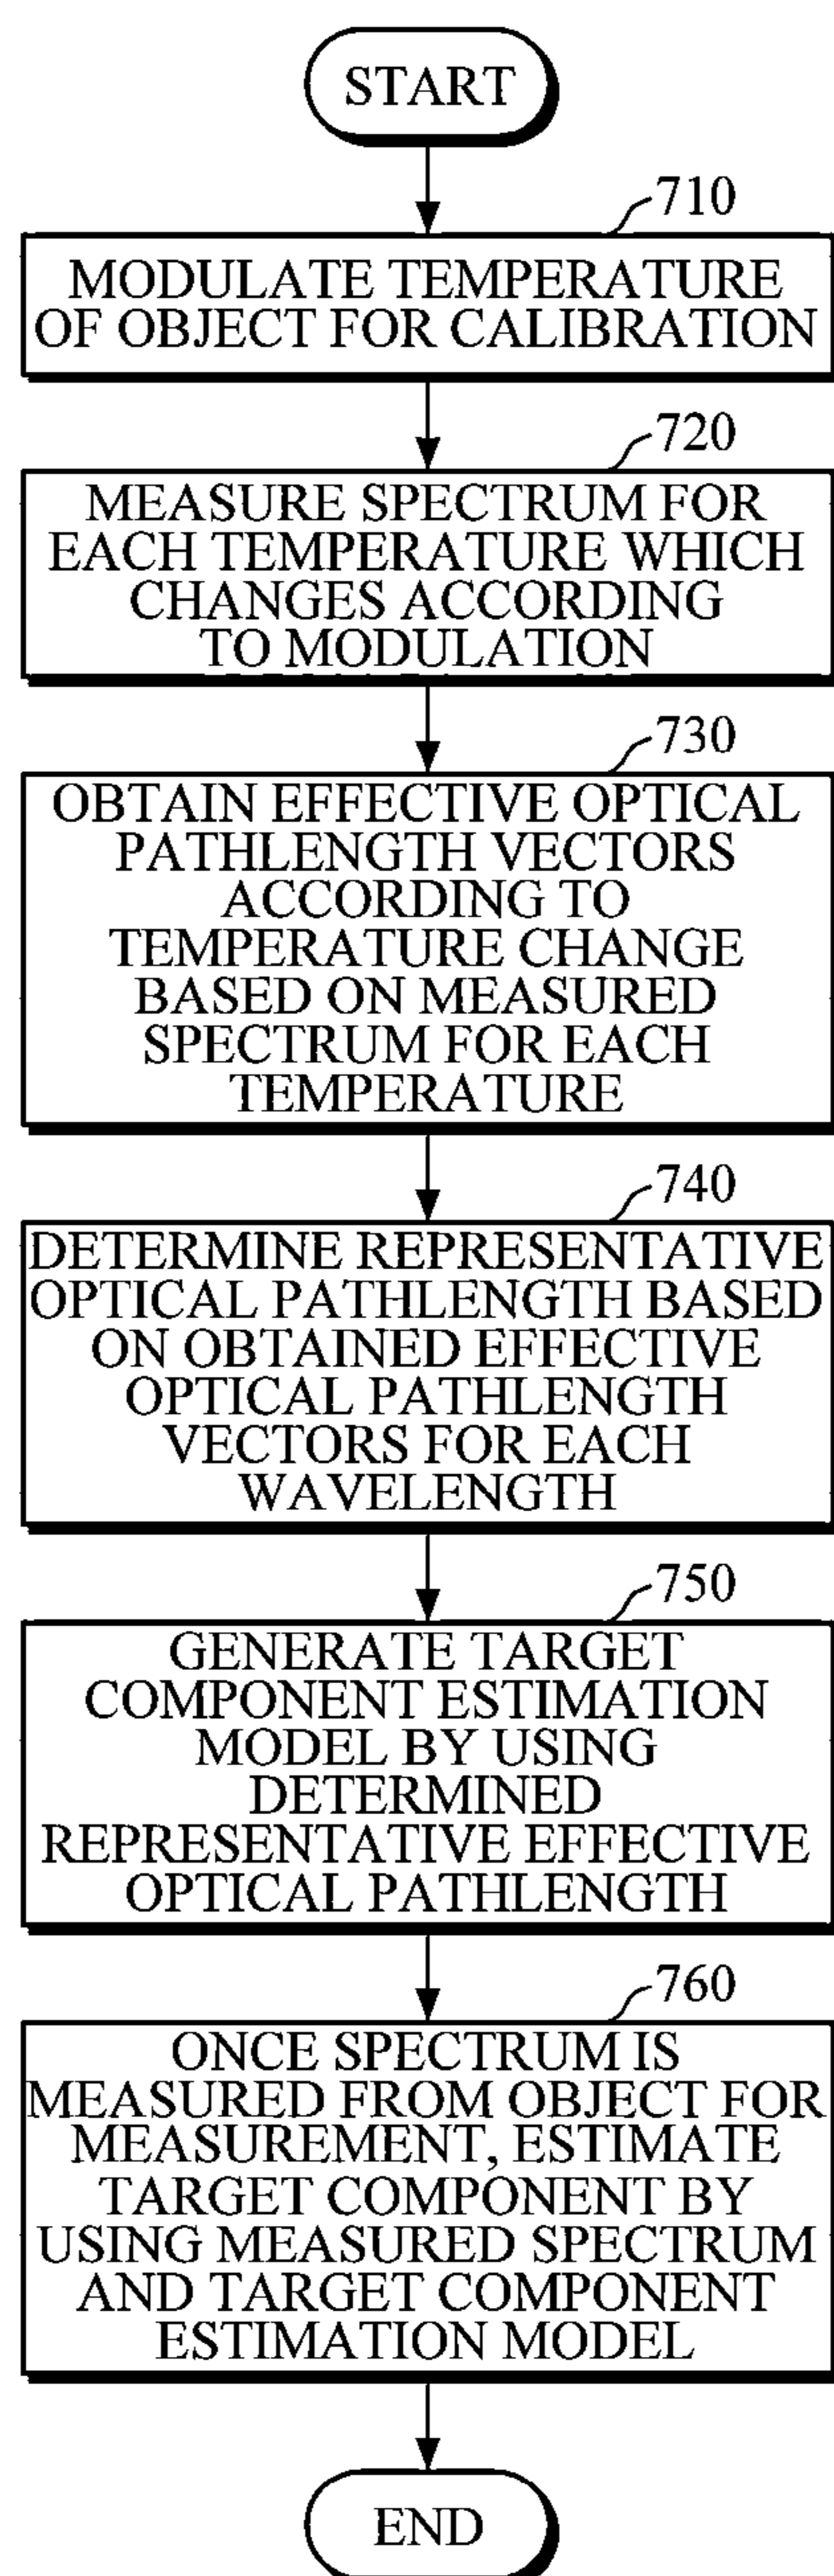 START
710
MODULATE TEMPERATURE
OF OBJECT FOR CALIBRATION
720
MEASURE SPECTRUM FOR
EACH TEMPERATURE WHICH
CHANGES ACCORDING
TO MODULATION
730
OBTAIN EFFECTIVE OPTICAL
PATHLENGTH VECTORS
ACCORDING TO
TEMPERATURE CHANGE
BASED ON MEASURED
SPECTRUM FOR EACH
TEMPERATURE
740
DETERMINE REPRESENTATIVE
OPTICAL PATHLENGTH BASED
ON OBTAINED EFFECTIVE
OPTICAL PATHLENGTH
VECTORS FOR EACH
WAVELENGTH
750
GENERATE TARGET
COMPONENT ESTIMATION
MODEL BY USING
DETERMINED
REPRESENTATIVE EFFECTIVE
OPTICAL PATHLENGTH
760
ONCE SPECTRUM IS
MEASURED FROM OBJECT FOR
MEASUREMENT, ESTIMATE
TARGET COMPONENT BY
USING MEASURED SPECTRUM
AND TARGET COMPONENT
ESTIMATION MODEL
END